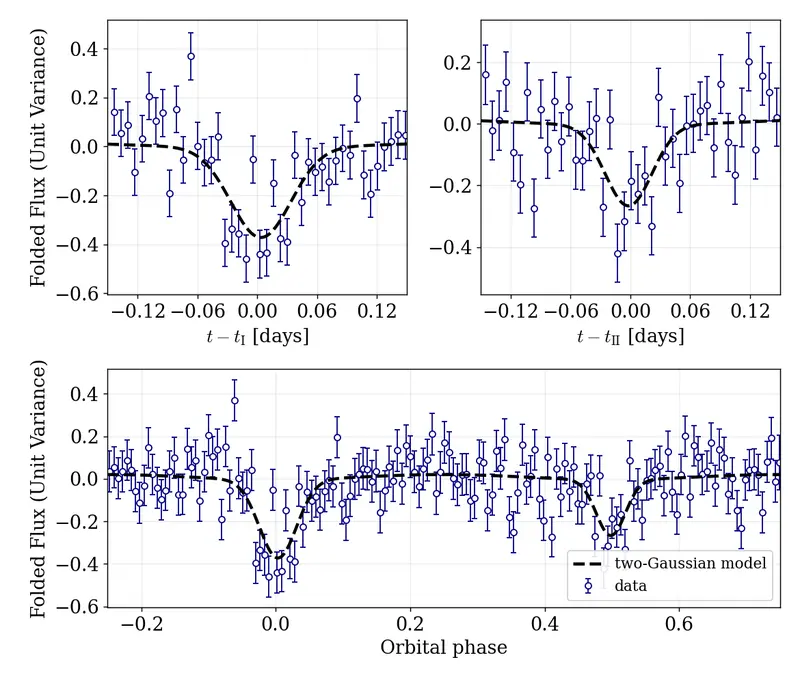 Folded Flux (Unit Variance)
0.4
0.2
0.0
−0.2
−0.4
−0.6
−0.12 −0.06 0.00 0.06 0.12
t − tI [days]
0.2
0.0
−0.2
−0.4
−0.12 −0.06 0.00 0.06 0.12
t − tII [days]
Folded Flux (Unit Variance)
0.4
0.2
0.0
−0.2
−0.4
−0.6
two-Gaussian model
data
−0.2 0.0 0.2 0.4 0.6
Orbital phase